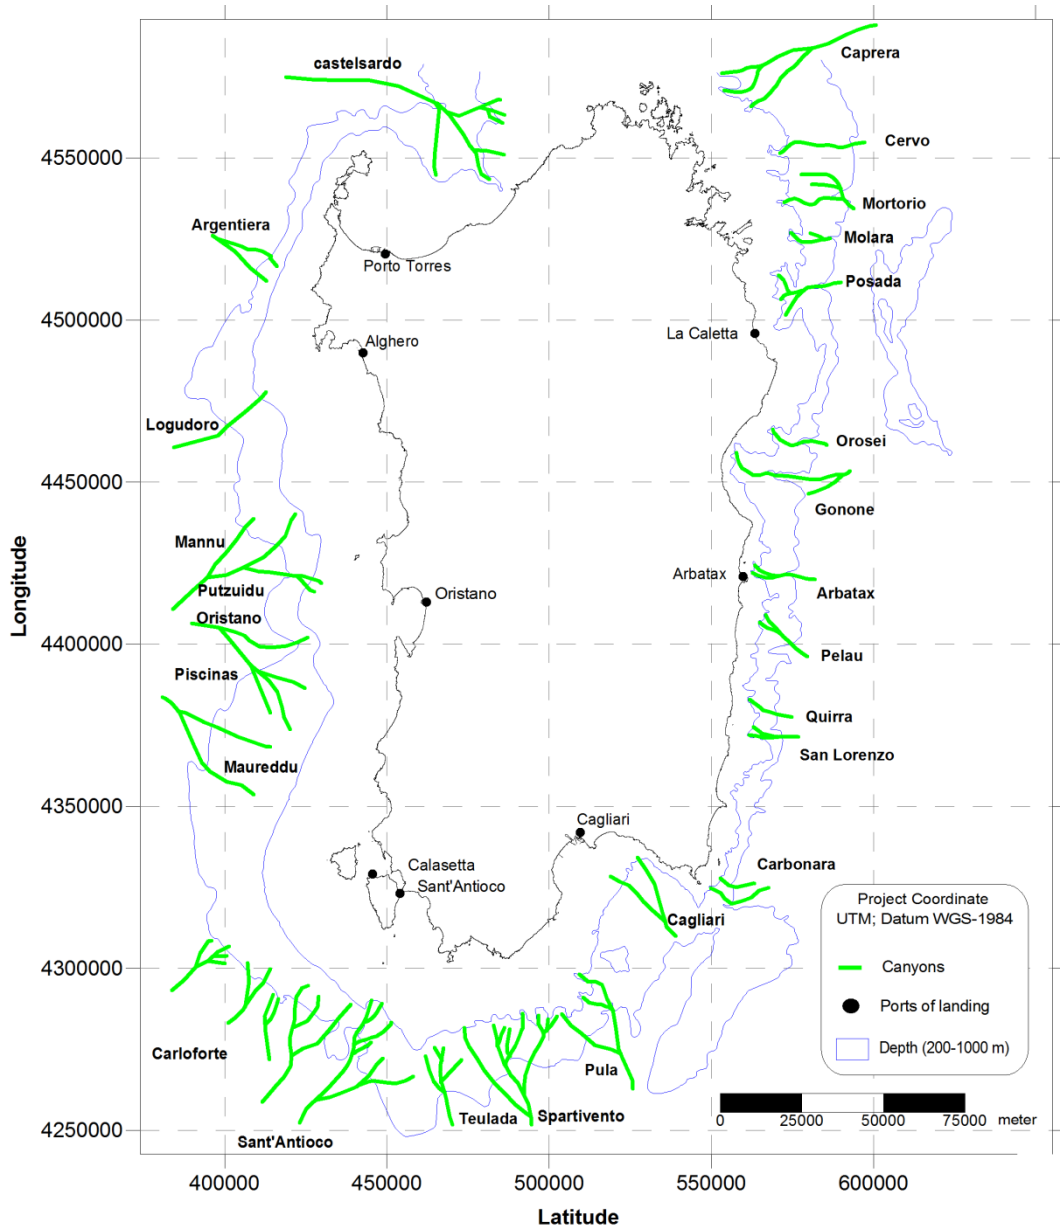 castelsardo
Caprera
4550000
Cervo
Mortorio
Argentiera
Molara
Porto Torres
Posada
4500000
La Caletta
Alghero
Logudoro
Orosei
4450000
Gonone
Mannu
Arbatax
Arbatax
Putzuidu
Oristano
Oristano
4400000
Pelau
Piscinas
Quirra
San Lorenzo
Maureddu
4350000
Cagliari
Calasetta
Sant'Antioco
Carbonara
Cagliari
Project Coordinate
UTM; Datum WGS-1984
Canyons
Ports of landing
Depth (200-1000 m)
4300000
Carloforte
Pula
Teulada
Spartivento
Sant'Antioco
4250000
0 25000 50000 75000 meter
400000 450000 500000 550000 600000
Latitude
Longitude